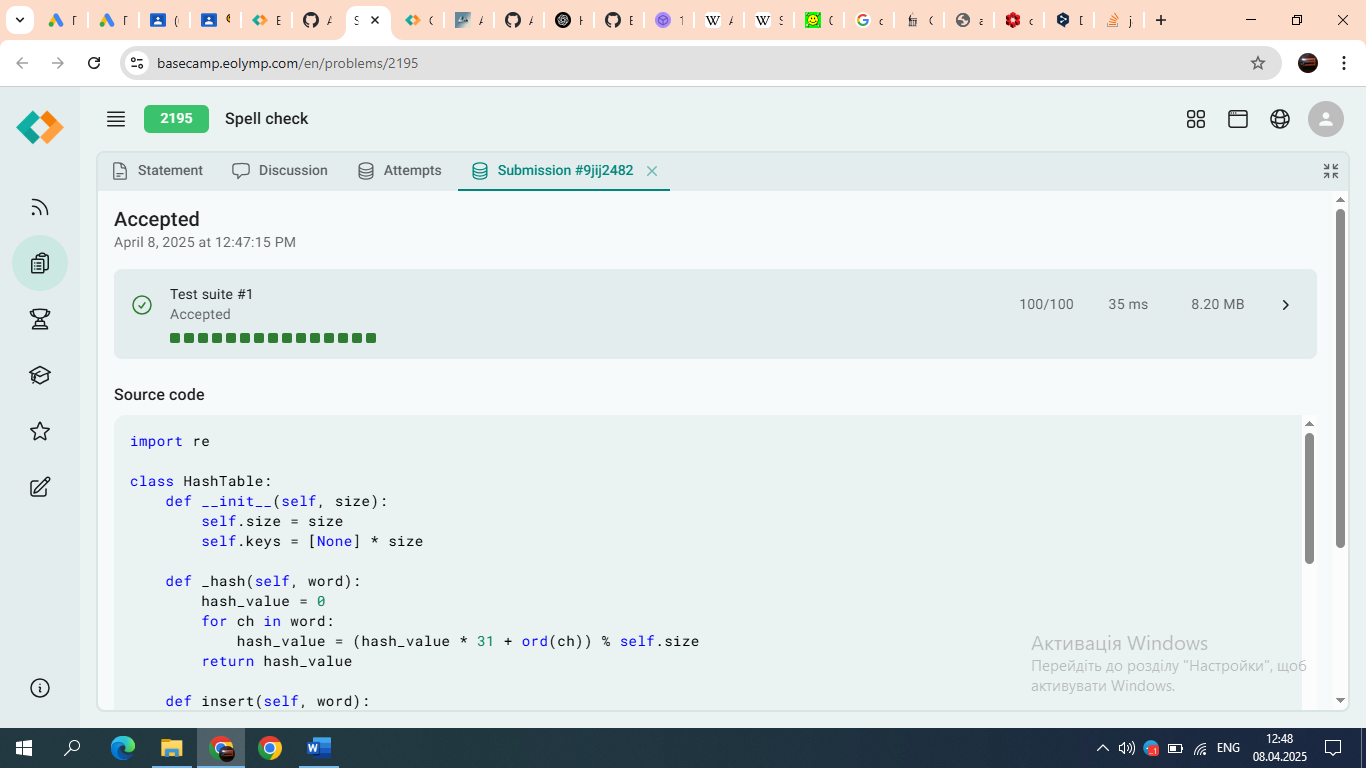 basecamp.eolymp.com/en/problems/2195
2195
Spell check
Statement
Discussion
Attempts
Submission #9jij2482
Accepted
April 8, 2025 at 12:47:15 PM
Test suite #1
Accepted
100/100
35 ms
8.20 MB
Source code
import re
class HashTable:
def __init__(self, size):
self.size = size
self.keys = [None] * size
def _hash(self, word):
hash_value = 0
for ch in word:
hash_value = (hash_value * 31 + ord(ch)) % self.size
return hash_value
def insert(self, word):
Активація Windows
Перейдіть до розділу "Настройки", щоб
активувати Windows.
ENG
12:48
08.04.2025